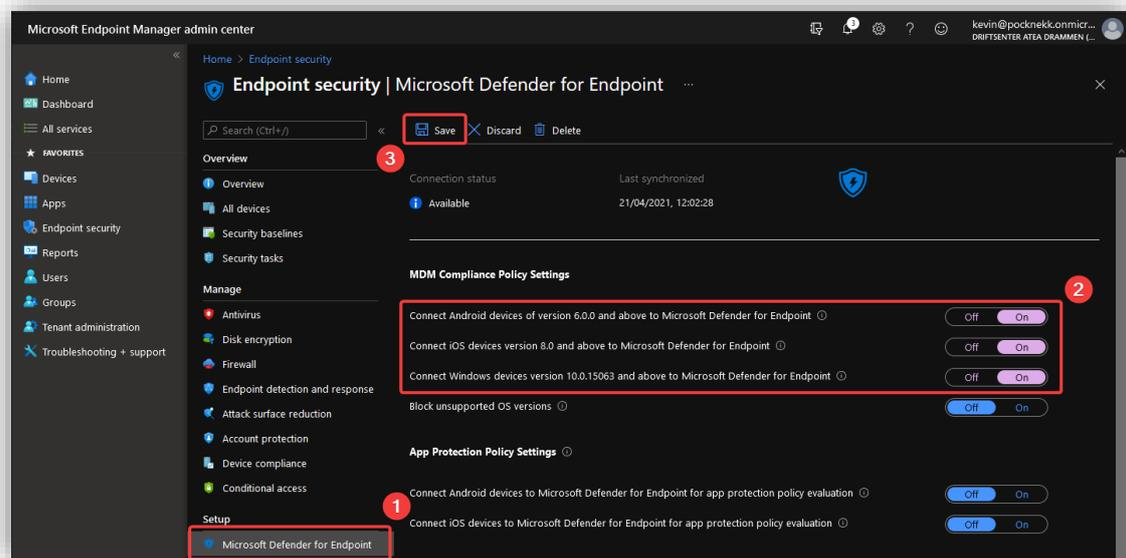 Microsoft Endpoint Manager admin center
3
kevin@pocknekk.onmicr...
DRIFTSENTER ATEA DRAMMEN (...
Home
Dashboard
All services
FAVORITES
Devices
Apps
Endpoint security
Reports
Users
Groups
Tenant administration
Troubleshooting + support
Home > Endpoint security
Endpoint security | Microsoft Defender for Endpoint ...
Search (Ctrl+/)
Overview
Overview
All devices
Security baselines
Security tasks
Manage
Antivirus
Disk encryption
Firewall
Endpoint detection and response
Attack surface reduction
Account protection
Device compliance
Conditional access
Setup
1
Microsoft Defender for Endpoint
Save Discard Delete
3
Connection status Last synchronized
Available 21/04/2021, 12:02:28
MDM Compliance Policy Settings
2
Connect Android devices of version 6.0.0 and above to Microsoft Defender for Endpoint Off On
Connect iOS devices version 8.0 and above to Microsoft Defender for Endpoint Off On
Connect Windows devices version 10.0.15063 and above to Microsoft Defender for Endpoint Off On
Block unsupported OS versions Off On
App Protection Policy Settings
Connect Android devices to Microsoft Defender for Endpoint for app protection policy evaluation Off On
Connect iOS devices to Microsoft Defender for Endpoint for app protection policy evaluation Off On